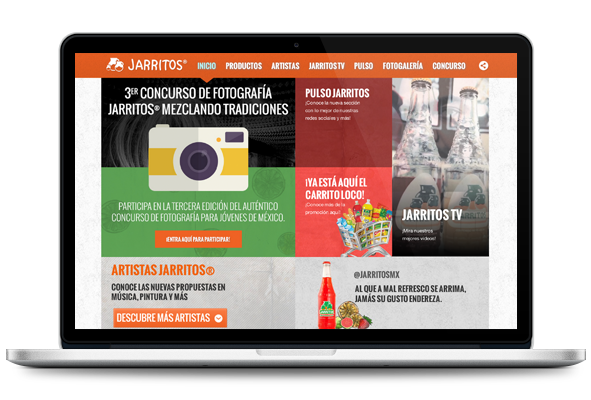 JARRITOS®
INICIO PRODUCTOS ARTISTAS JARRITOS TV PULSO FOTOGALERÍA CONCURSO
3ER CONCURSO DE FOTOGRAFÍA
JARRITOS® MEZCLANDO TRADICIONES
PARTICIPA EN LA TERCERA EDICIÓN DEL AUTÉNTICO
CONCURSO DE FOTOGRAFÍA PARA JÓVENES DE MÉXICO.
¡ENTRA AQUÍ PARA PARTICIPAR!
PULSO JARRITOS
¡Conoce la nueva sección
con lo mejor de nuestras
redes sociales y más!
¡YA ESTÁ AQUÍ EL
CARRITO LOCO!
¡Conoce más de la
promoción aquí!
JARRITOS TV
¡Mira nuestros
mejores videos!
ARTISTAS JARRITOS®
CONOCE LAS NUEVAS PROPUESTAS EN
MÚSICA, PINTURA Y MÁS
DESCUBRE MÁS ARTISTAS
@JARRITOSMX
AL QUE A MAL REFRESCO SE ARRIMA,
JAMÁS SU GUSTO ENDEREZA.